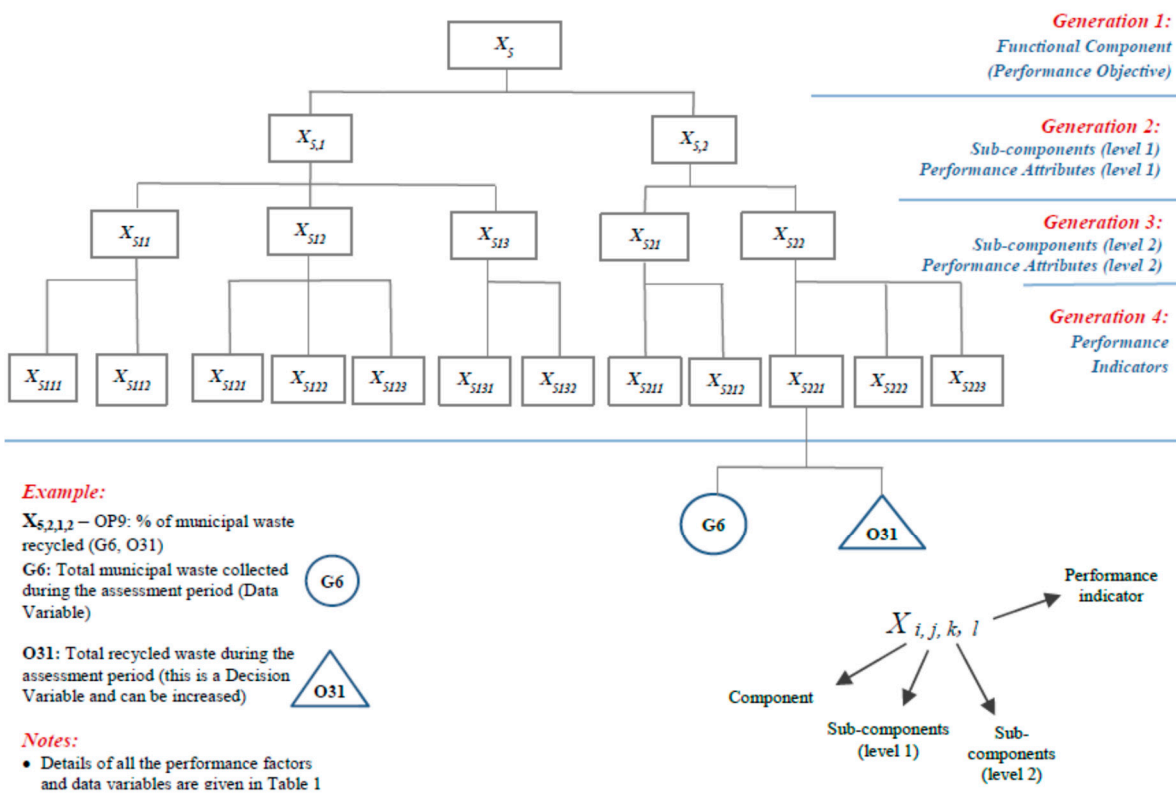 Generation 1:
Functional Component
(Performance Objective)
X5
Generation 2:
Sub-components (level 1)
Performance Attributes (level 1)
X5,1 X5,2
Generation 3:
Sub-components (level 2)
Performance Attributes (level 2)
X511 X512 X513 X521 X522
Generation 4:
Performance
Indicators
X5111 X5112 X5121 X5122 X5123 X5131 X5132 X5211 X5212 X5221 X5222 X5223
G6 O31
Example:
X5,2,1,2 – OP9: % of municipal waste
recycled (G6, O31)
G6: Total municipal waste collected
during the assessment period (Data
Variable)
G6
O31: Total recycled waste during the
assessment period (this is a Decision
Variable and can be increased)
O31
Notes:
• Details of all the performance factors
and data variables are given in Table 1
Performance
indicator
X i, j, k, l
Component
Sub-components
(level 1)
Sub-
components
(level 2)